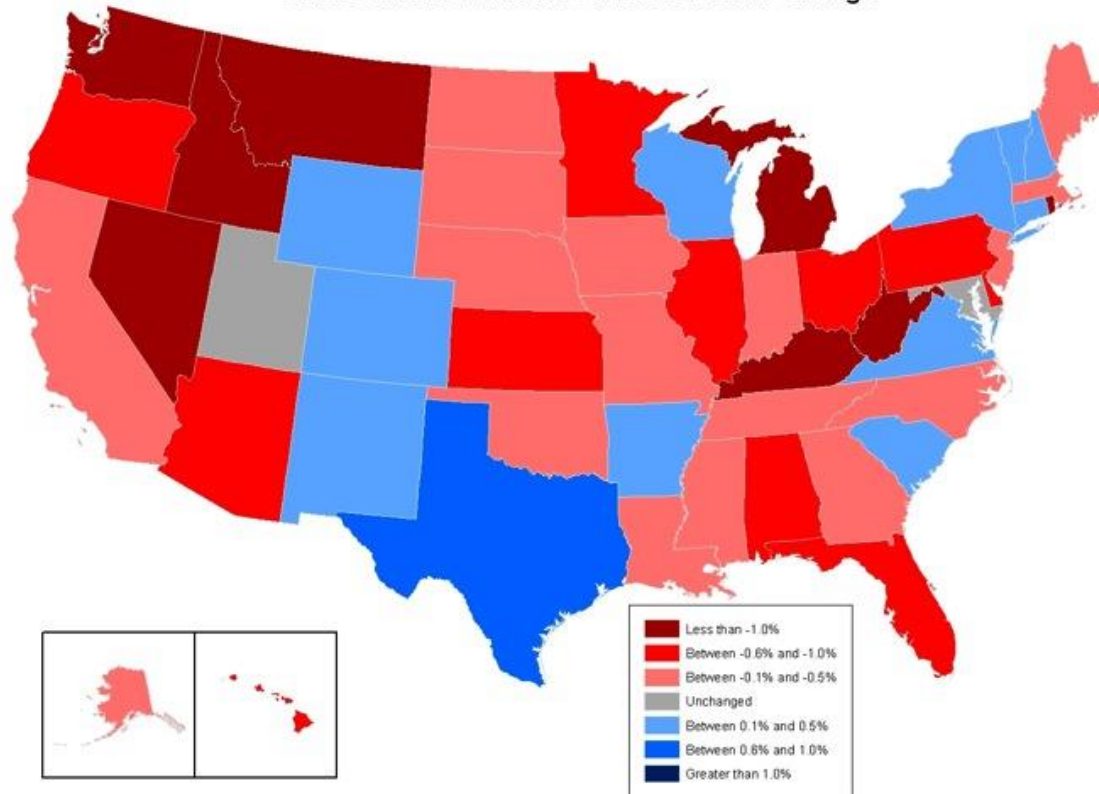 Less than -1.0%
Between -0.6% and -1.0%
Between -0.1% and -0.5%
Unchanged
Between 0.1% and 0.5%
Between 0.6% and 1.0%
Greater than 1.0%